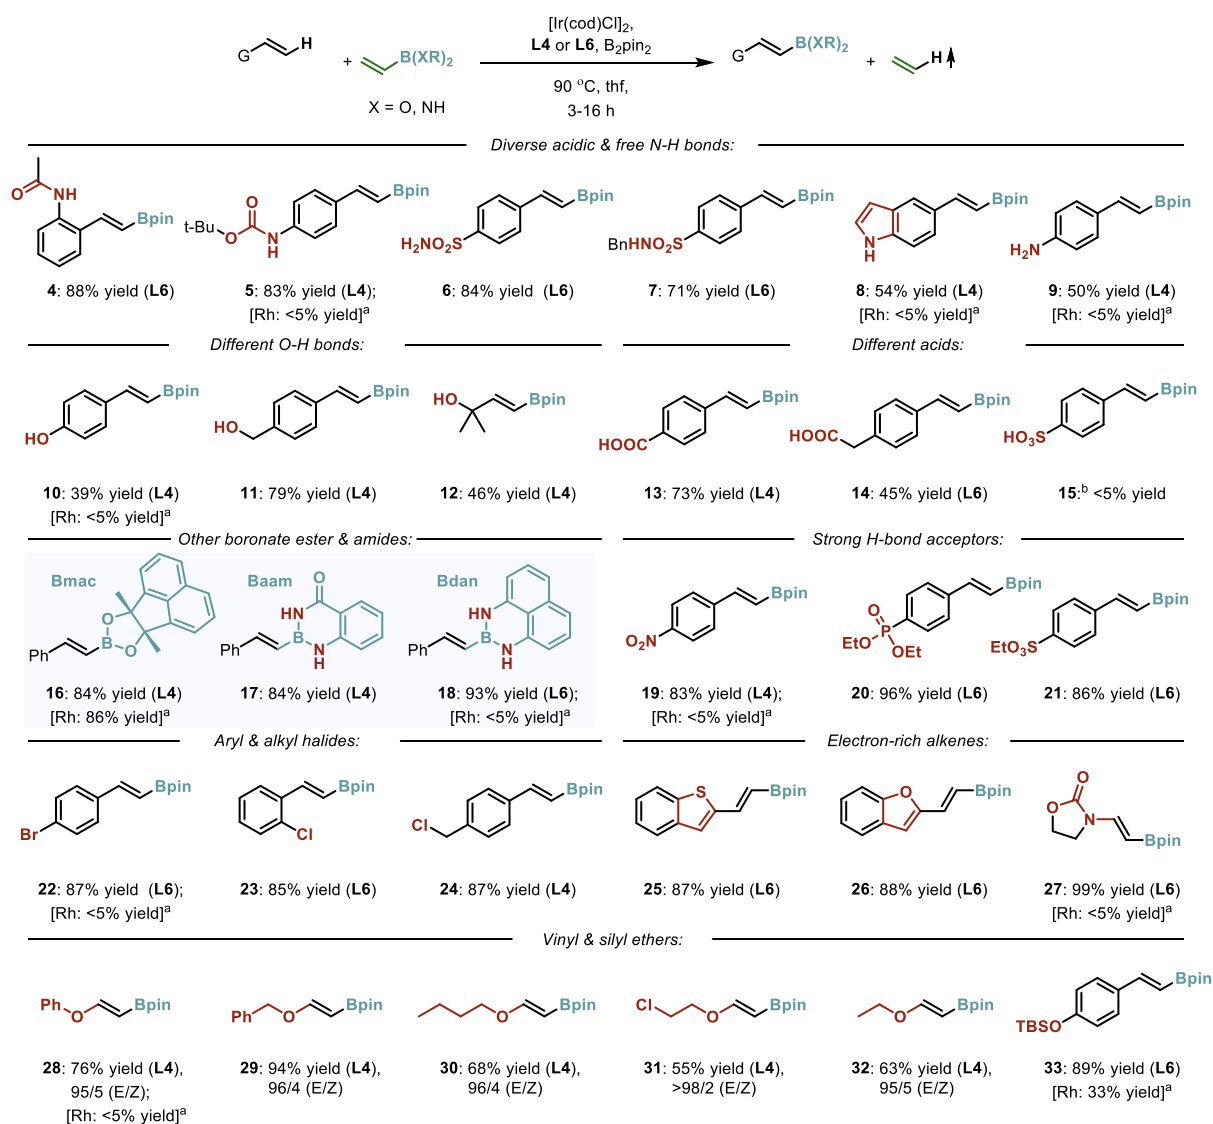 [Ir(cod)Cl]2,
L4 or L6, B2pin2
G H + B(XR)2 G B(XR)2 + H
90 °C, thf,
3-16 h
X = O, NH
Diverse acidic & free N-H bonds:
O NH Bpin
t-Bu O O N H Bpin
H2NO2S Bpin
BnHNO2S Bpin
N H Bpin
H2N Bpin
4: 88% yield (L6)
5: 83% yield (L4);
[Rh: <5% yield]a
6: 84% yield (L6)
7: 71% yield (L6)
8: 54% yield (L4)
[Rh: <5% yield]a
9: 50% yield (L4)
[Rh: <5% yield]a
Different O-H bonds:
Different acids:
HO Bpin
HO Bpin
HO Bpin
HOOC Bpin
HOOC Bpin
HO3S Bpin
10: 39% yield (L4)
[Rh: <5% yield]a
11: 79% yield (L4)
12: 46% yield (L4)
13: 73% yield (L4)
14: 45% yield (L6)
15:b <5% yield
Other boronate ester & amides:
Strong H-bond acceptors:
Bmac
Ph B O O
Baam
Ph B HN O N H
Bdan
Ph B HN N H
NO2 Bpin
EtO P O OEt Bpin
EtO3S Bpin
16: 84% yield (L4)
[Rh: 86% yield]a
17: 84% yield (L4)
18: 93% yield (L6);
[Rh: <5% yield]a
19: 83% yield (L4);
[Rh: <5% yield]a
20: 96% yield (L6)
21: 86% yield (L6)
Aryl & alkyl halides:
Electron-rich alkenes:
Br Bpin
Cl Bpin
Cl Bpin
S Bpin
O Bpin
O O N Bpin
22: 87% yield (L6);
[Rh: <5% yield]a
23: 85% yield (L6)
24: 87% yield (L4)
25: 87% yield (L6)
26: 88% yield (L6)
27: 99% yield (L6)
[Rh: <5% yield]a
Vinyl & silyl ethers:
Ph O Bpin
Ph O Bpin
O Bpin
Cl O Bpin
O Bpin
TBSO Bpin
28: 76% yield (L4),
95/5 (E/Z);
[Rh: <5% yield]a
29: 94% yield (L4),
96/4 (E/Z)
30: 68% yield (L4),
96/4 (E/Z)
31: 55% yield (L4),
>98/2 (E/Z)
32: 63% yield (L4),
95/5 (E/Z)
33: 89% yield (L6)
[Rh: 33% yield]a